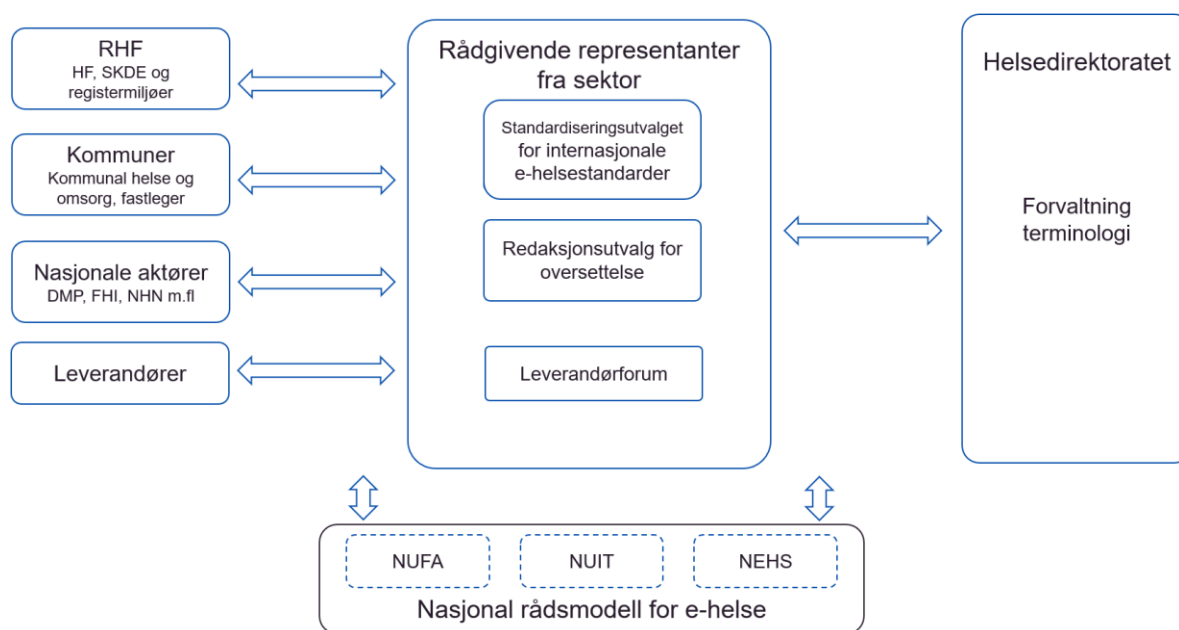 RHF
HF, SKDE og
registermiljøer
Kommuner
Kommunal helse og
omsorg, fastleger
Nasjonale aktører
DMP, FHI, NHN m.fl
Leverandører
Rådgivende representanter
fra sektor
Standardiseringsutvalget
for internasjonale
e-helsestandarder
Redaksjonsutvalg for
oversettelse
Leverandørforum
Helsedirektoratet
Forvaltning
terminologi
NUFA
NUIT
NEHS
Nasjonal rådsmodell for e-helse